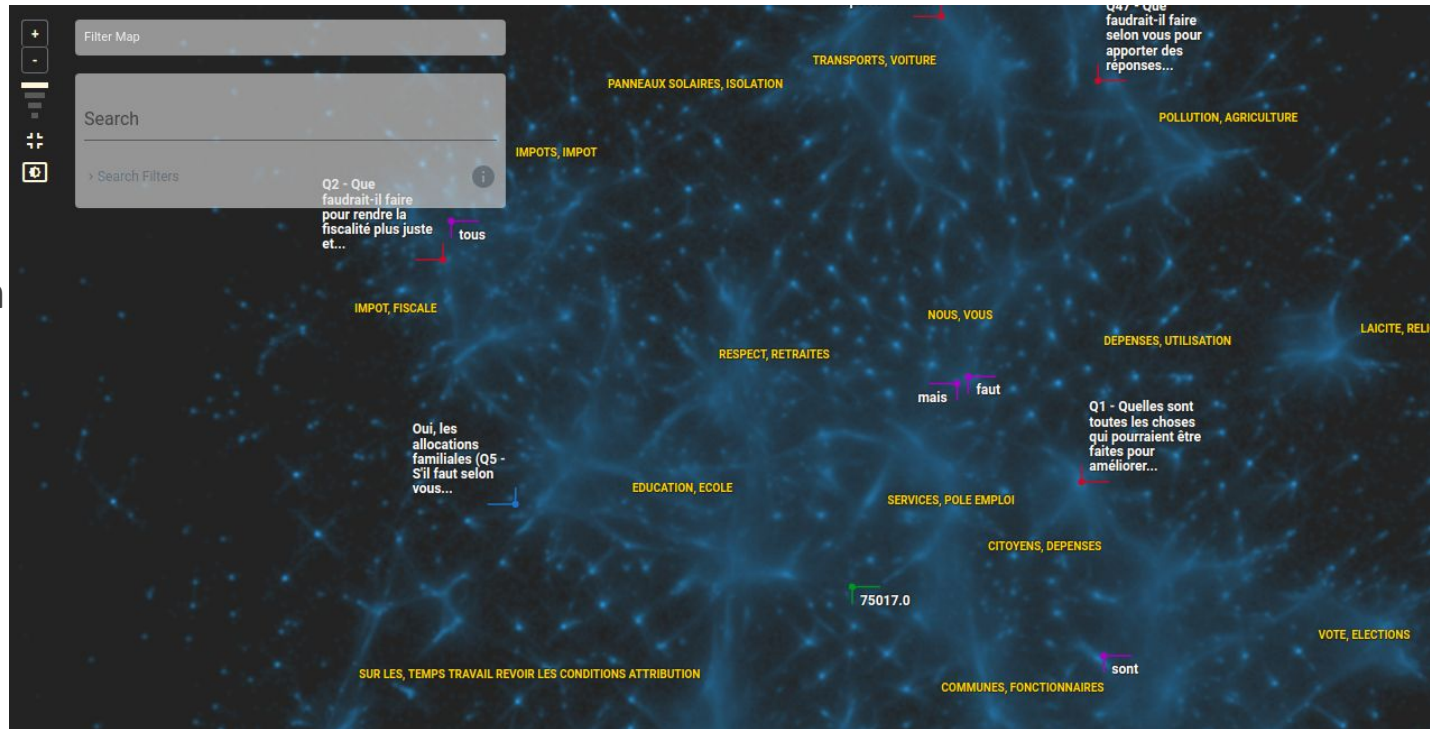 +
-
Filter Map
Search
› Search Filters
i
Q47 - Que
faudrait-il faire
selon vous pour
apporter des
réponses...
TRANSPORTS, VOITURE
PANNEAUX SOLAIRES, ISOLATION
POLLUTION, AGRICULTURE
IMPOTS, IMPOT
Q2 - Que
faudrait-il faire
pour rendre la
fiscalité plus juste
et...
tous
IMPOT, FISCALE
NOUS, VOUS
LAICITE, RELI
DEPENSES, UTILISATION
RESPECT, RETRAITES
mais
faut
Q1 - Quelles sont
toutes les choses
qui pourraient être
faites pour
améliorer...
Oui, les
allocations
familiales (Q5 -
S'il faut selon
vous...
EDUCATION, ECOLE
SERVICES, POLE EMPLOI
CITOYENS, DEPENSES
75017.0
VOTE, ELECTIONS
sont
SUR LES, TEMPS TRAVAIL REVOIR LES CONDITIONS ATTRIBUTION
COMMUNES, FONCTIONNAIRES